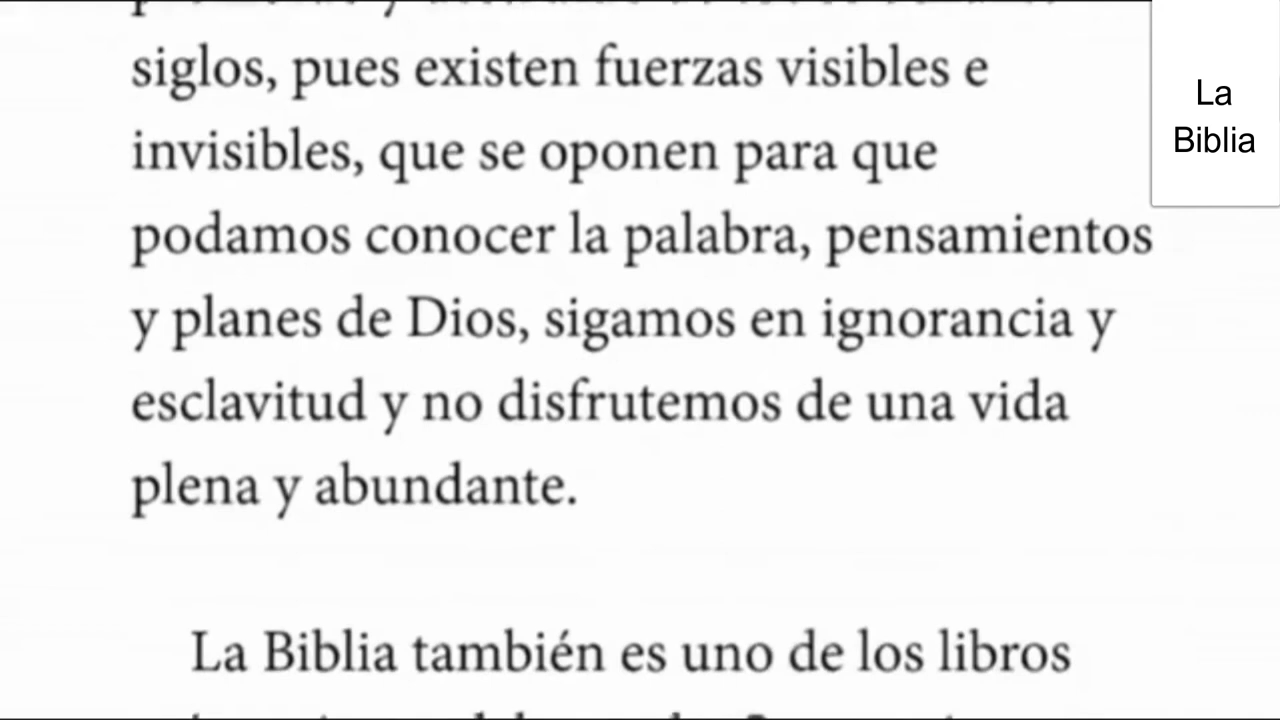 siglos, pues existen fuerzas visibles e
invisibles, que se oponen para que
podamos conocer la palabra, pensamientos
y planes de Dios, sigamos en ignorancia y
esclavitud y no disfrutemos de una vida
plena y abundante.
La Biblia también es uno de los libros
La
Biblia